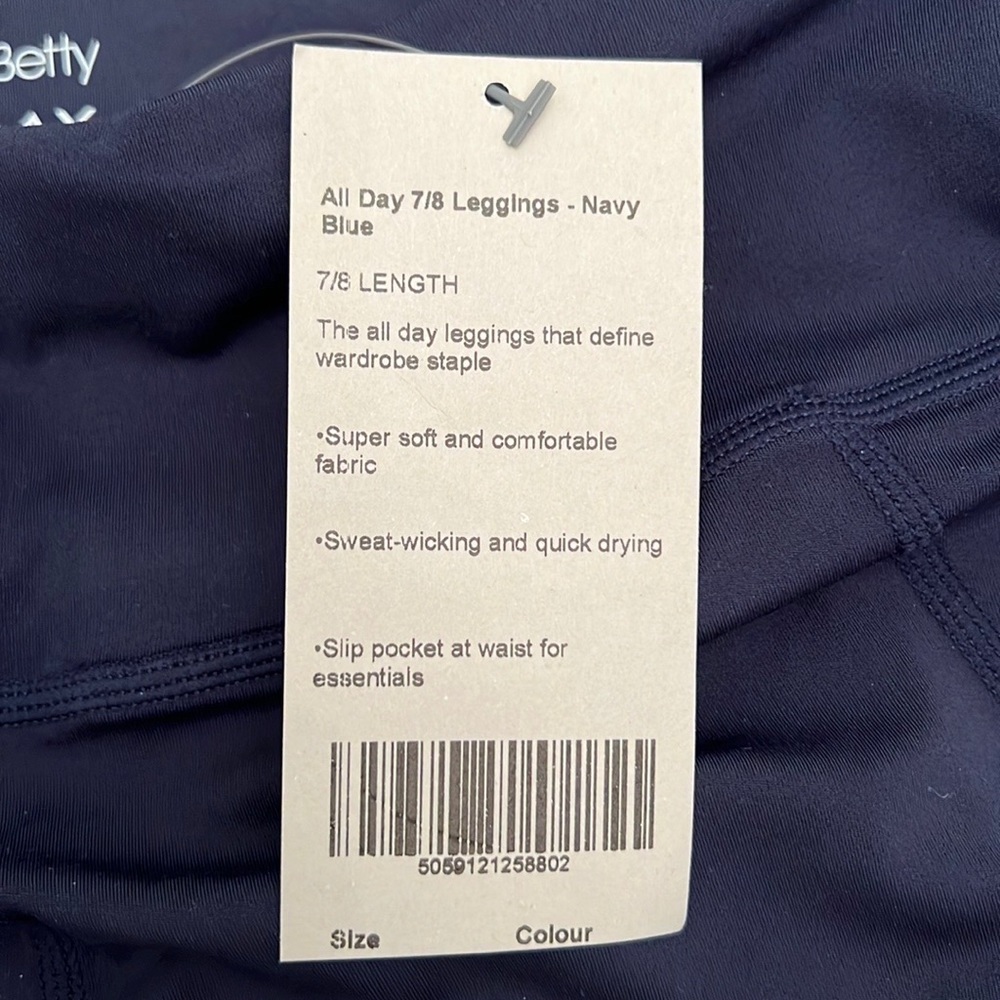 Betty
All Day 7/8 Leggings - Navy
Blue
7/8 LENGTH
The all day leggings that define
wardrobe staple
•Super soft and comfortable
fabric
•Sweat-wicking and quick drying
•Slip pocket at waist for
essentials
5059121258802
Size Colour